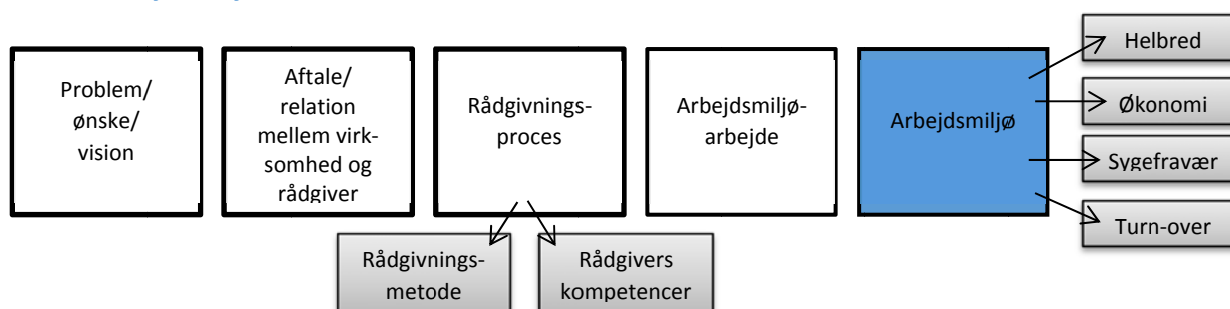 Problem/
ønske/
vision
Aftale/
relation
mellem virk-
somhed og
rådgiver
Rådgivnings-
proces
Arbejdsmiljø-
arbejde
Arbejdsmiljø
Helbred
Økonomi
Sygefravær
Turn-over
Rådgivnings-
metode
Rådgivers
kompetencer